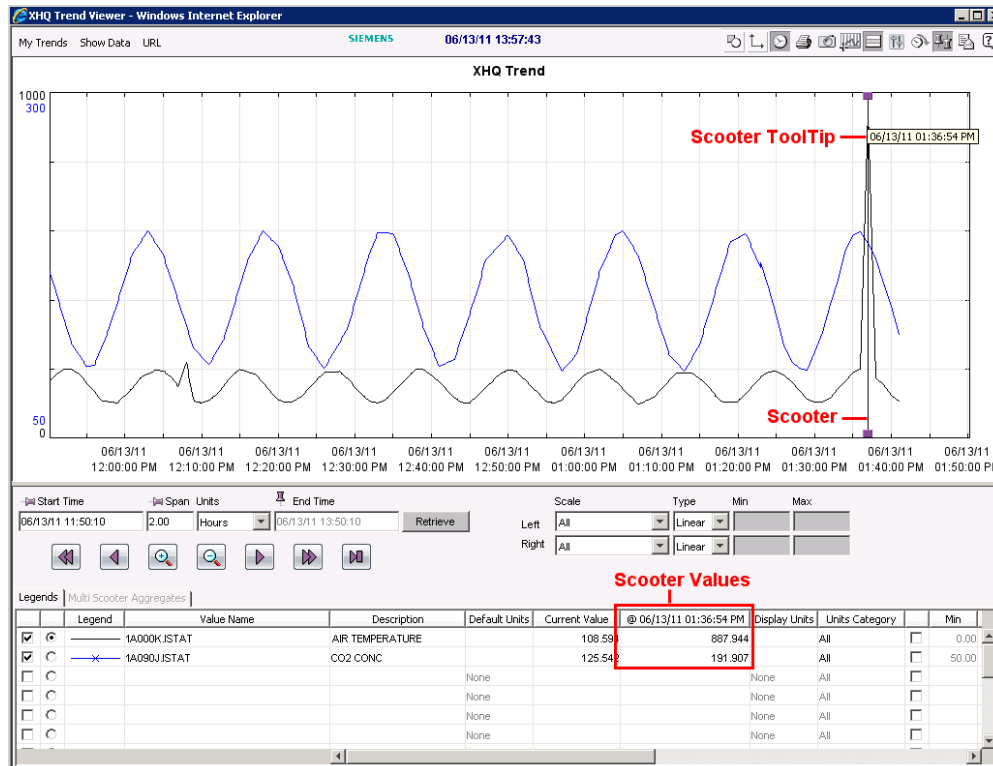 XHQ Trend Viewer - Windows Internet Explorer
My Trends Show Data URL SIEMENS 06/13/11 13:57:43
XHQ Trend
1000
300
Scooter ToolTip 06/13/11 01:36:54 PM
Scooter
50
0
06/13/11 06/13/11 06/13/11 06/13/11 06/13/11 06/13/11 06/13/11 06/13/11 06/13/11 06/13/11 06/13/11 06/13/11
12:00:00 PM 12:10:00 PM 12:20:00 PM 12:30:00 PM 12:40:00 PM 12:50:00 PM 01:00:00 PM 01:10:00 PM 01:20:00 PM 01:30:00 PM 01:40:00 PM 01:50:00 PM
Start Time Span Units End Time Scale Type Min Max
06/13/11 11:50:10 2.00 Hours 06/13/11 13:50:10 Retrieve Left All Linear
Right All Linear
Scooter Values
Legends Multi Scooter Aggregates
Legend Value Name Description Default Units Current Value @ 06/13/11 01:36:54 PM Display Units Units Category Min
1A000K.ISTAT AIR TEMPERATURE 108.594 887.944 All 0.00
1A090J.ISTAT CO2 CONC 125.542 191.907 All 50.00
None None All
None None All
None None All
None None All